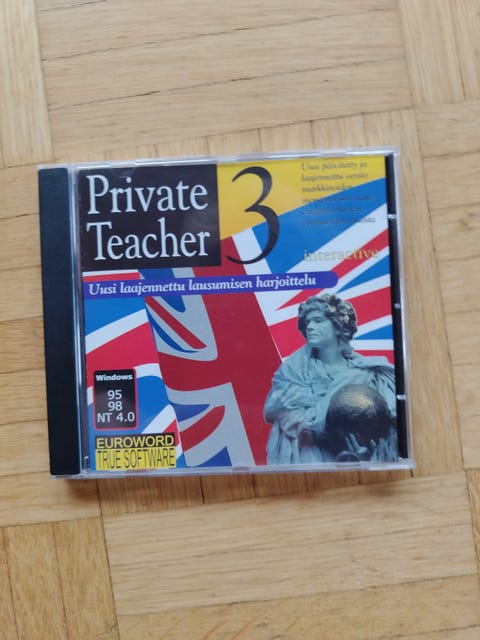 Private
Teacher
3
Uusi päivitetty ja
laajennettu versio
markkinoiden
interactive
Uusi laajennettu lausumisen harjoittelu
Windows
95
98
NT 4.0
EUROWORD
TRUE SOFTWARE